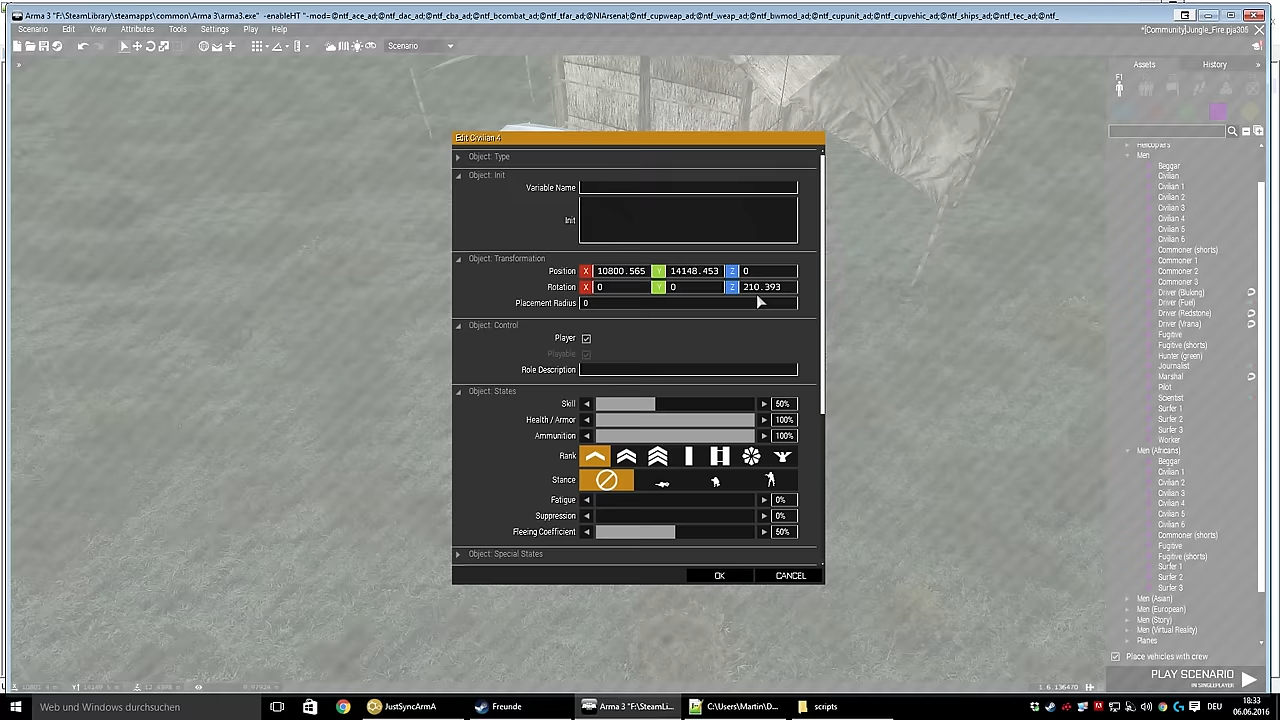 Arma 3 "F:\SteamLibrary\steamapps\common\Arma 3\arma3.exe" -enableHT "-mod=@ntf_ace_ad;@ntf_dac_ad;@ntf_cba_ad;@ntf_bcombat_ad;@ntf_tfar_ad;@NIArsenal;@ntf_cupweap_ad;@ntf_bwmod_ad;@ntf_cupunit_ad;@ntf_cupvehic_ad;@ntf_ships_ad;@ntf_tec_ad;@ntf_
Scenario Edit View Attributes Tools Settings Play Help
*[Community]Jungle_Fire.pja305
Scenario
Assets History
F1
Edit Civilian 4
Object: Type
Object: Init
Variable Name
Init
Object: Transformation
Position X 10800.565 Y 14148.453 Z 0
Rotation X 0 Y 0 Z 210.393
Placement Radius 0
Object: Control
Player
Playable
Role Description
Object: States
Skill 50%
Health / Armor 100%
Ammunition 100%
Rank
Stance
Fatigue 0%
Suppression 0%
Fleeing Coefficient 50%
Object: Special States
OK CANCEL
Helicopters
Men
Beggar
Civilian
Civilian 1
Civilian 2
Civilian 3
Civilian 4
Civilian 5
Civilian 6
Commoner (shorts)
Commoner 1
Commoner 2
Commoner 3
Driver (Bluking)
Driver (Fuel)
Driver (Redstone)
Driver (Vrana)
Fugitive
Fugitive (shorts)
Hunter (green)
Journalist
Marshal
Pilot
Scientist
Surfer 1
Surfer 2
Surfer 3
Worker
Men (Africans)
Beggar
Civilian 1
Civilian 2
Civilian 3
Civilian 4
Civilian 5
Civilian 6
Commoner (shorts)
Fugitive
Fugitive (shorts)
Surfer 1
Surfer 2
Surfer 3
Men (Asian)
Men (European)
Men (Story)
Men (Virtual Reality)
Planes
Place vehicles with crew
PLAY SCENARIO
IN SINGLEPLAYER
1.6.136470
Web und Windows durchsuchen
JustSyncArmA
Freunde
Arma 3 "F:\SteamLi...
C:\Users\Martin\D...
scripts
DEU
18:33
06.06.2016